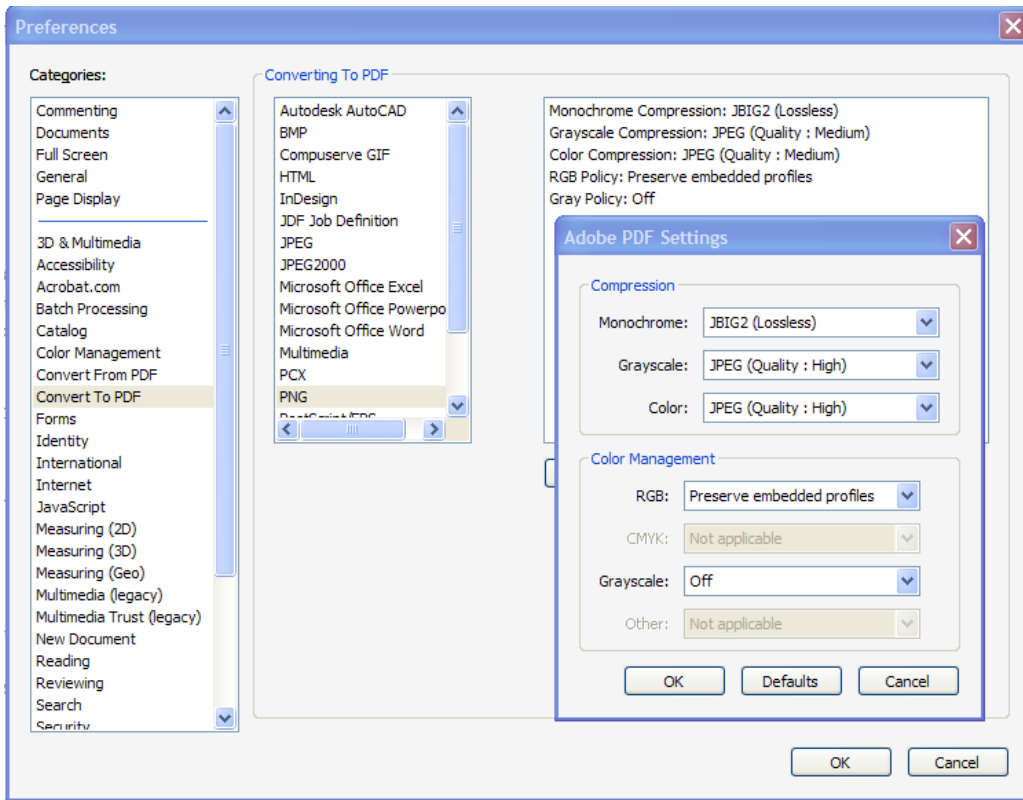 Preferences
Categories:
Commenting
Documents
Full Screen
General
Page Display
3D & Multimedia
Accessibility
Acrobat.com
Batch Processing
Catalog
Color Management
Convert From PDF
Convert To PDF
Forms
Identity
International
Internet
JavaScript
Measuring (2D)
Measuring (3D)
Measuring (Geo)
Multimedia (legacy)
Multimedia Trust (legacy)
New Document
Reading
Reviewing
Search
Security
Converting To PDF
Autodesk AutoCAD
BMP
Compuserve GIF
HTML
InDesign
JDF Job Definition
JPEG
JPEG2000
Microsoft Office Excel
Microsoft Office Powerpo
Microsoft Office Word
Multimedia
PCX
PNG
PostScript/EPS
Monochrome Compression: JBIG2 (Lossless)
Grayscale Compression: JPEG (Quality : Medium)
Color Compression: JPEG (Quality : Medium)
RGB Policy: Preserve embedded profiles
Gray Policy: Off
Adobe PDF Settings
Compression
Monochrome: JBIG2 (Lossless)
Grayscale: JPEG (Quality : High)
Color: JPEG (Quality : High)
Color Management
RGB: Preserve embedded profiles
CMYK: Not applicable
Grayscale: Off
Other: Not applicable
OK Defaults Cancel
OK Cancel